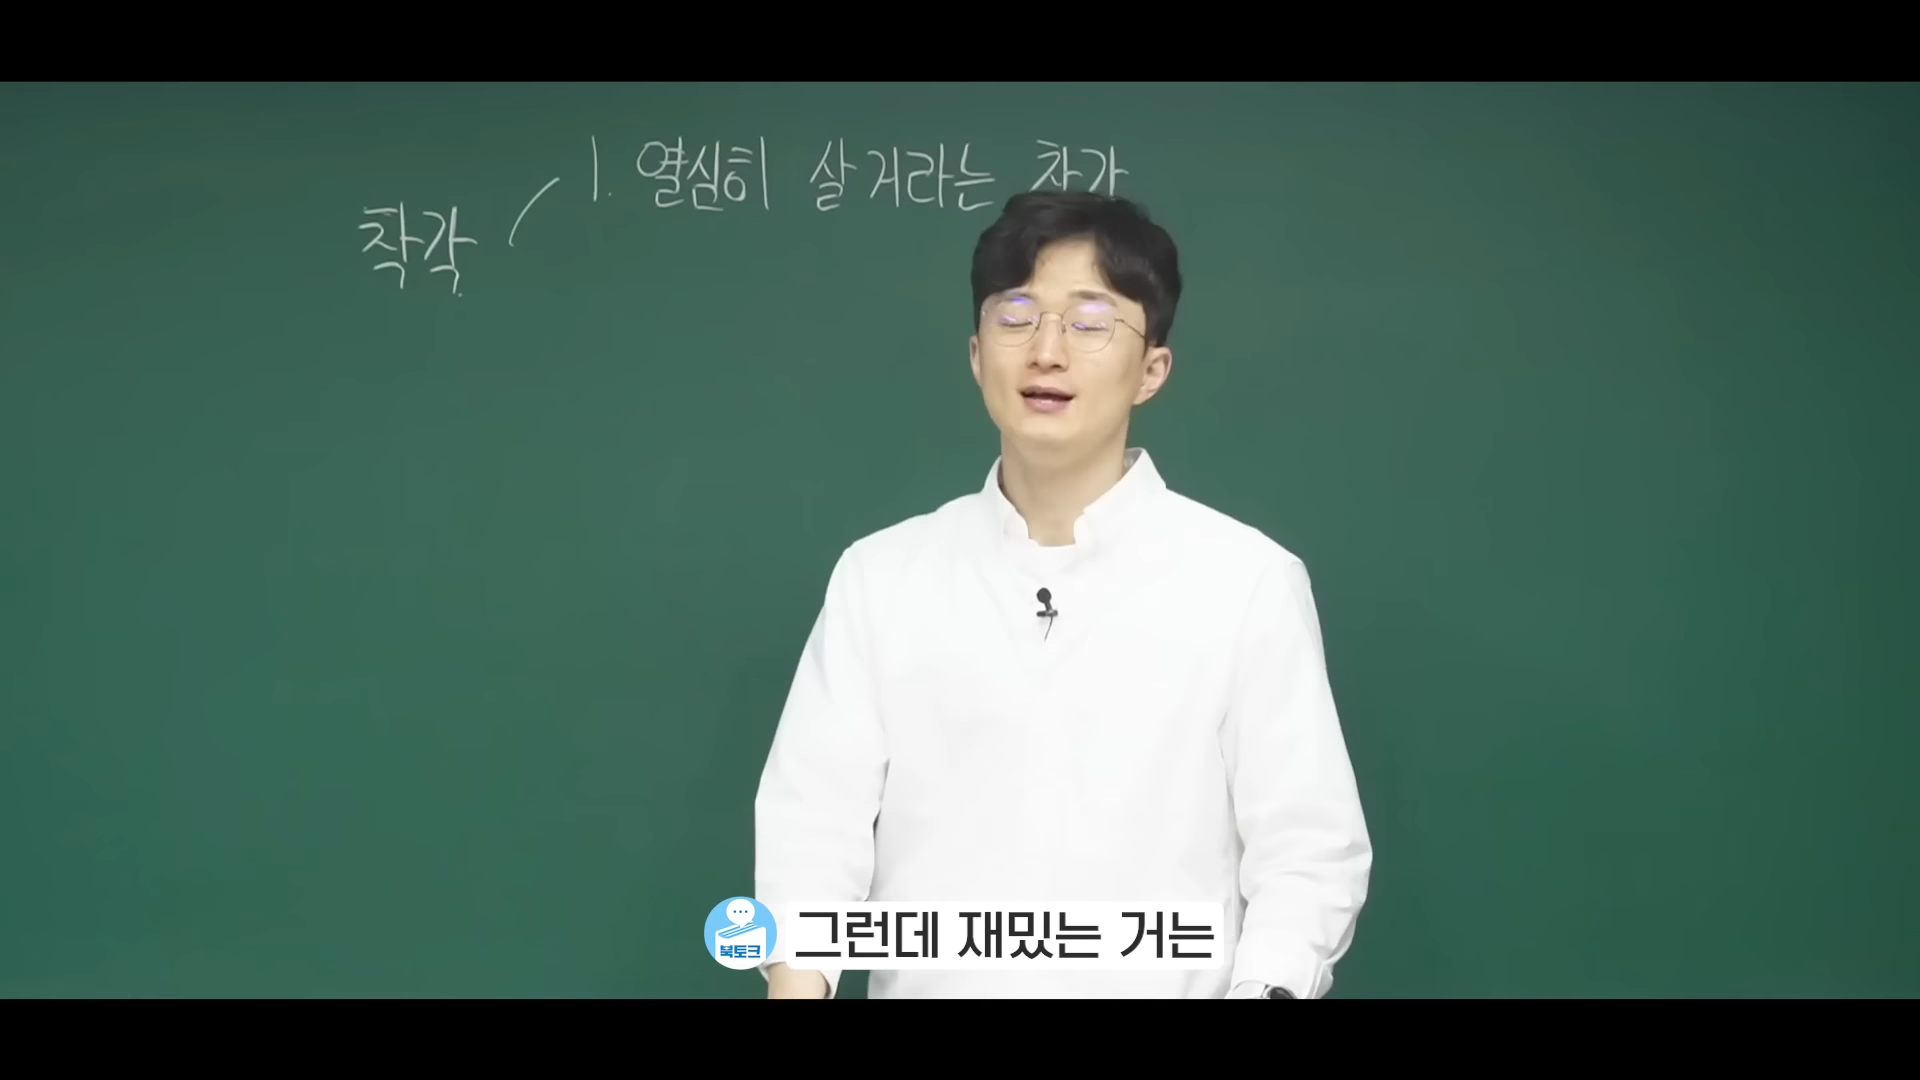 1. 열심히 살거라는 착각
착각
북토크
그런데 재밌는 거는